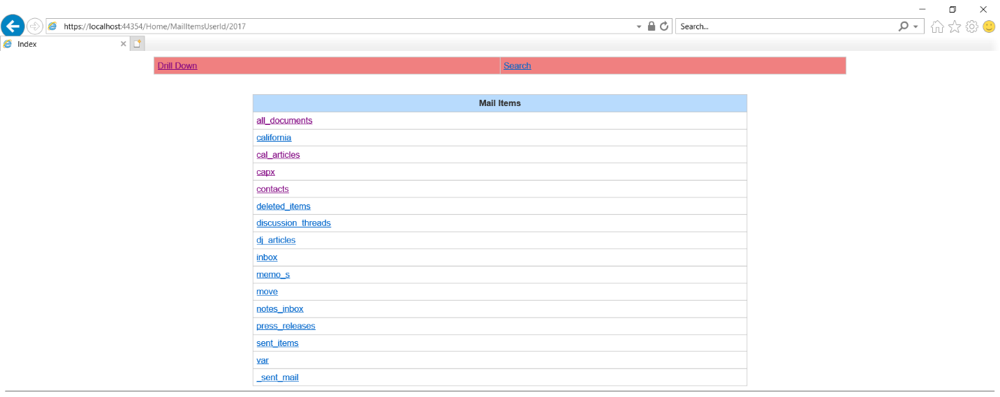 https://localhost:44354/Home/MailItemsUserId/2017
Search...
Index
Drill Down
Search
Mail Items
all_documents
california
cal_articles
capx
contacts
deleted_items
discussion_threads
dj_articles
inbox
memo_s
move
notes_inbox
press_releases
sent_items
var
_sent_mail